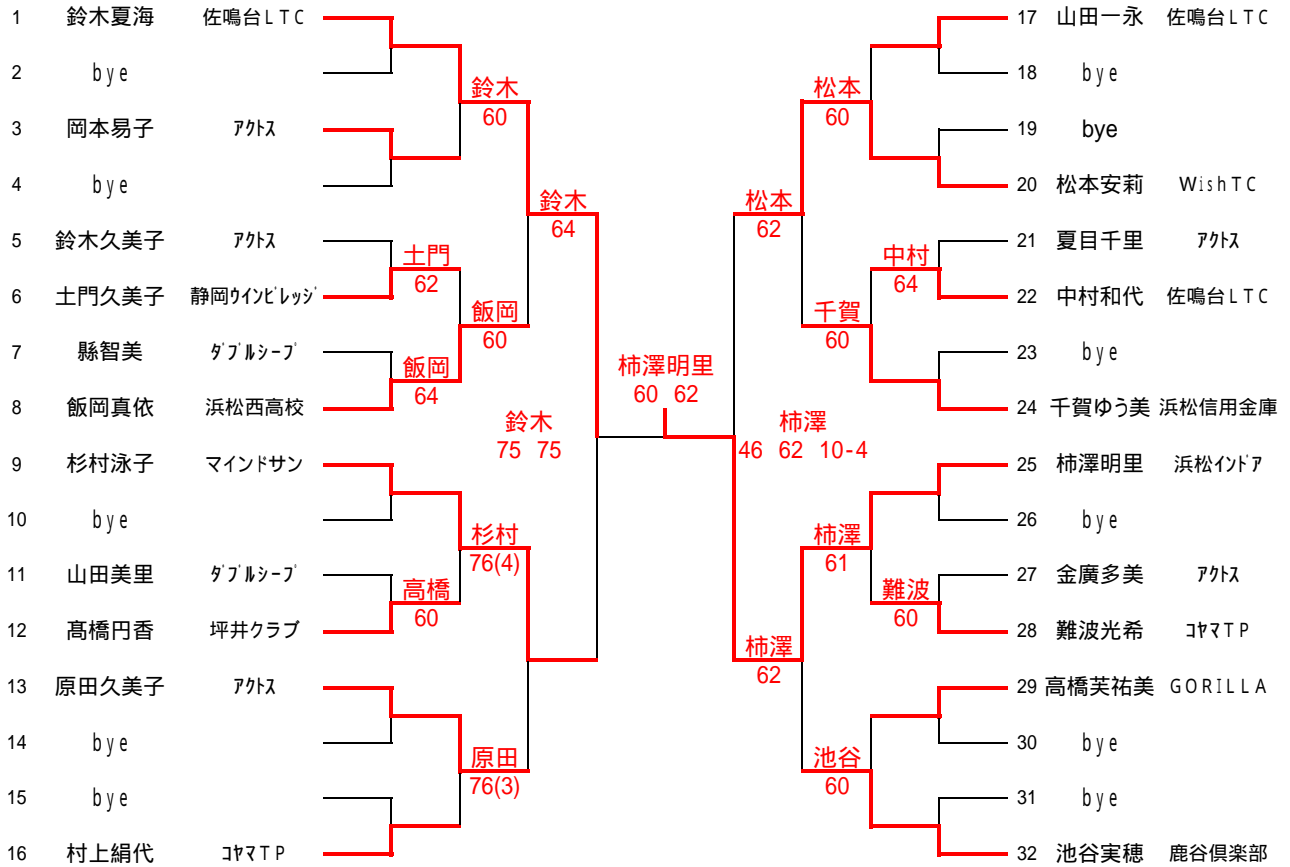 1 鈴木夏海 佐鳴台LTC
2 bye
3 岡本易子 ｱｸﾄｽ
4 bye
5 鈴木久美子 ｱｸﾄｽ
6 土門久美子 静岡ｳｲﾝﾋﾞﾚｯｼﾞ
7 縣智美 ﾀﾞﾌﾞﾙｼｰﾌﾟ
8 飯岡真依 浜松西高校
9 杉村泳子 マインドサン
10 bye
11 山田美里 ﾀﾞﾌﾞﾙｼｰﾌﾟ
12 髙橋円香 坪井クラブ
13 原田久美子 ｱｸﾄｽ
14 bye
15 bye
16 村上絹代 ｺﾔﾏTP
鈴木
60
土門
62
飯岡
60
飯岡
64
鈴木
64
杉村
76(4)
高橋
60
原田
76(3)
鈴木
75 75
柿澤明里
60 62
柿澤
46 62 10-4
松本
60
松本
62
中村
64
千賀
60
柿澤
61
難波
60
柿澤
62
池谷
60
17 山田一永 佐鳴台LTC
18 bye
19 bye
20 松本安莉 WishTC
21 夏目千里 ｱｸﾄｽ
22 中村和代 佐鳴台LTC
23 bye
24 千賀ゆう美 浜松信用金庫
25 柿澤明里 浜松ｲﾝﾄﾞｱ
26 bye
27 金廣多美 ｱｸﾄｽ
28 難波光希 ｺﾔﾏTP
29 高橋芙祐美 GORILLA
30 bye
31 bye
32 池谷実穂 鹿谷倶楽部